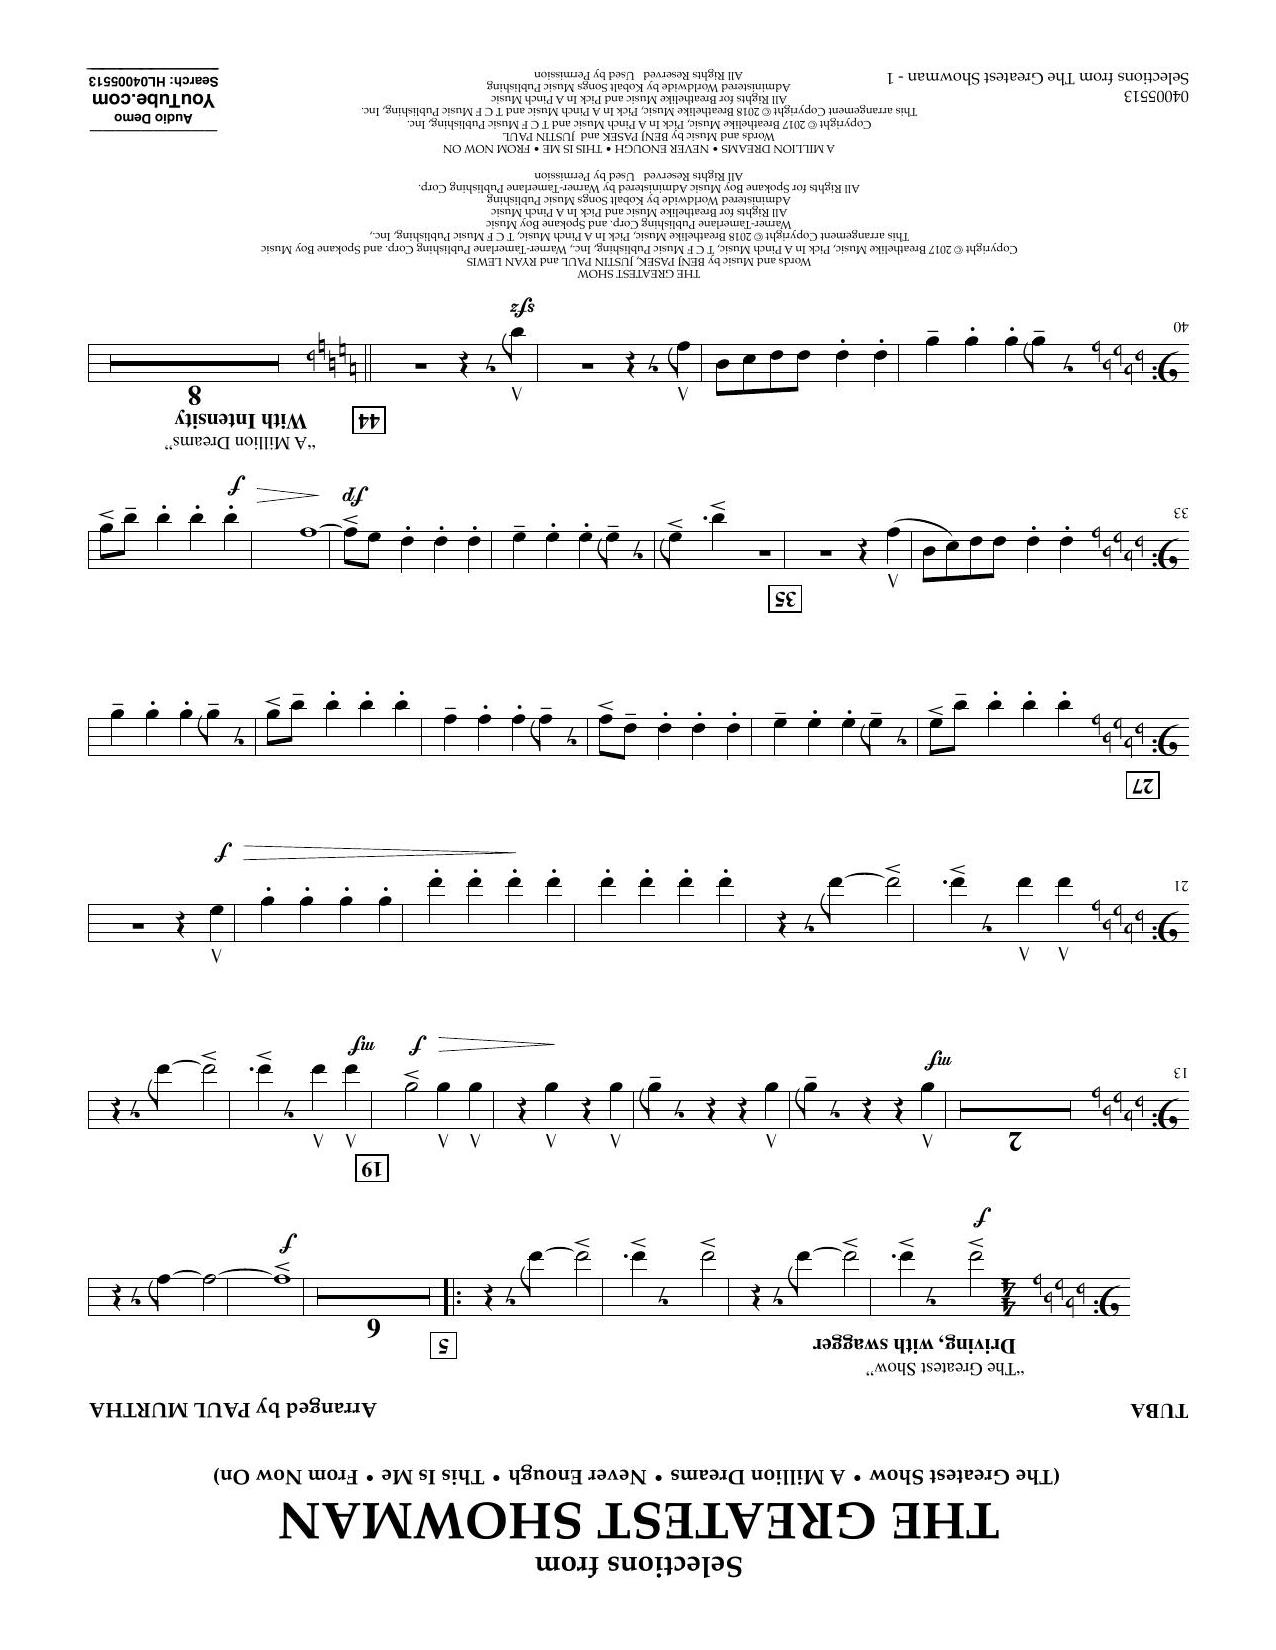 Selections from
THE GREATEST SHOWMAN
(The Greatest Show • A Million Dreams • Never Enough • This Is Me • From Now On)
TUBA
Arranged by PAUL MURTHA
“The Greatest Show”
Driving, with swagger
5
6
4
4
f
f
13
2
19
mf
f
mf
21
f
27
33
35
fp
f
40
44
“A Million Dreams”
With Intensity
8
sfz
THE GREATEST SHOW
Words and Music by BENJ PASEK, JUSTIN PAUL and RYAN LEWIS
Copyright © 2017 Breathelike Music, Pick In A Pinch Music, T C F Music Publishing, Inc., Warner-Tamerlane Publishing Corp. and Spokane Boy Music
This arrangement Copyright © 2018 Breathelike Music, Pick In A Pinch Music, T C F Music Publishing, Inc.,
Warner-Tamerlane Publishing Corp. and Spokane Boy Music
All Rights for Breathelike Music and Pick In A Pinch Music
Administered Worldwide by Kobalt Songs Music Publishing
All Rights for Spokane Boy Music Administered by Warner-Tamerlane Publishing Corp.
All Rights Reserved Used by Permission
A MILLION DREAMS • NEVER ENOUGH • THIS IS ME • FROM NOW ON
Words and Music by BENJ PASEK and JUSTIN PAUL
Copyright © 2017 Breathelike Music, Pick In A Pinch Music and T C F Music Publishing, Inc.
This arrangement Copyright © 2018 Breathelike Music, Pick In A Pinch Music and T C F Music Publishing, Inc.
All Rights for Breathelike Music and Pick In A Pinch Music
Administered Worldwide by Kobalt Songs Music Publishing
All Rights Reserved Used by Permission
04005513
Selections from The Greatest Showman - 1
Audio Demo
YouTube.com
Search: HL04005513